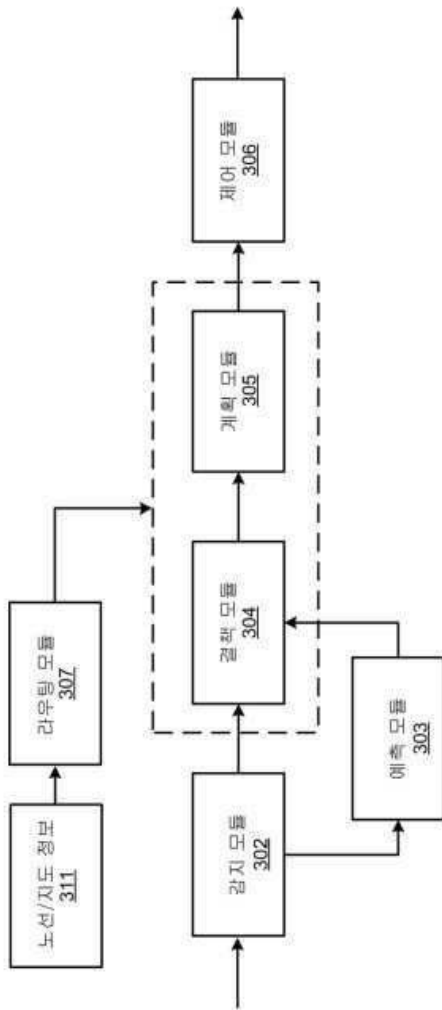 노선/지도 정보
311
라우팅 모듈
307
감지 모듈
302
예측 모듈
303
결책 모듈
304
계획 모듈
305
제어 모듈
306